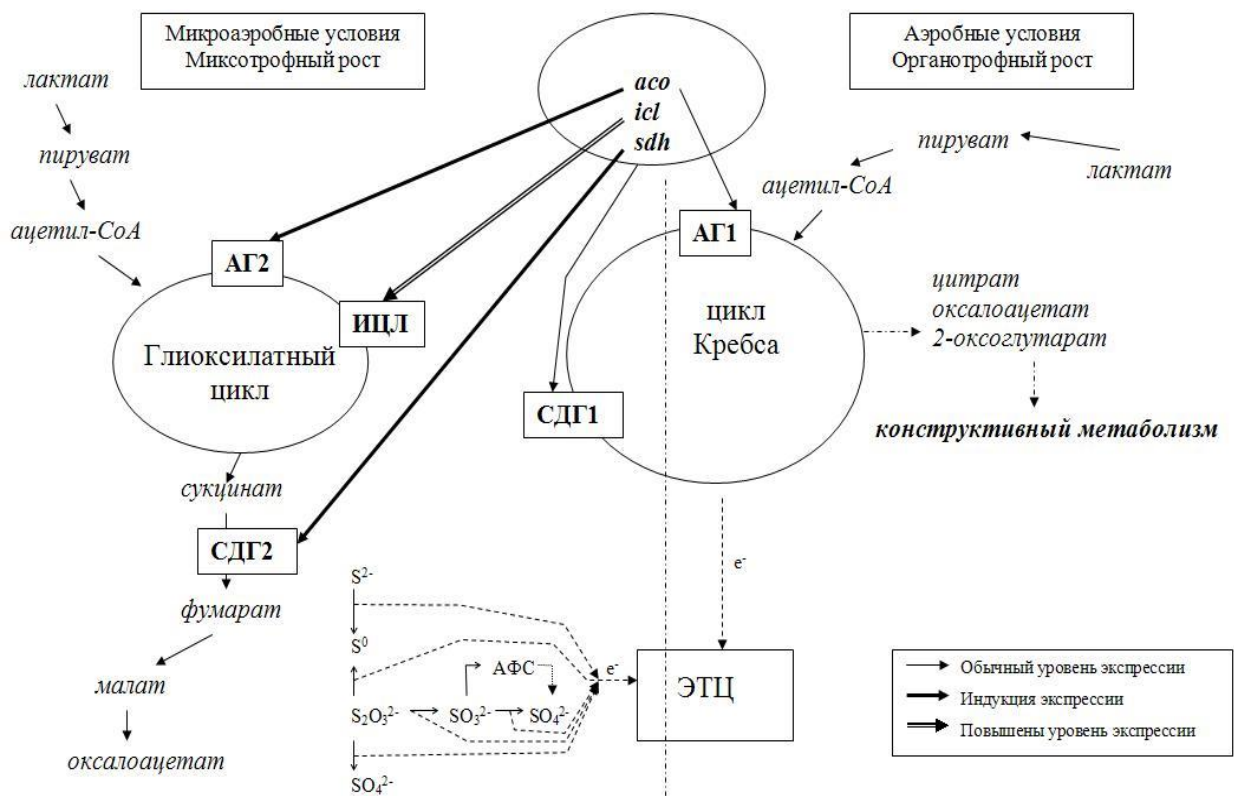 Микроаэробные условия
Миксотрофный рост
Аэробные условия
Органотрофный рост
aco
icl
sdh
лактат
пируват
ацетил-CoA
пируват
лактат
ацетил-CoA
АГ2
ИЦЛ
Глиоксилатный
цикл
АГ1
цикл
Кребса
СДГ1
цитрат
оксалоацетат
2-оксоглутарат
конструктивный метаболизм
сукцинат
СДГ2
фумарат
малат
оксалоацетат
S²⁻
S⁰
АФС
S₂O₃²⁻
SO₃²⁻
SO₄²⁻
SO₄²⁻
e⁻
e⁻
ЭТЦ
Обычный уровень экспрессии
Индукция экспрессии
Повышены уровень экспрессии